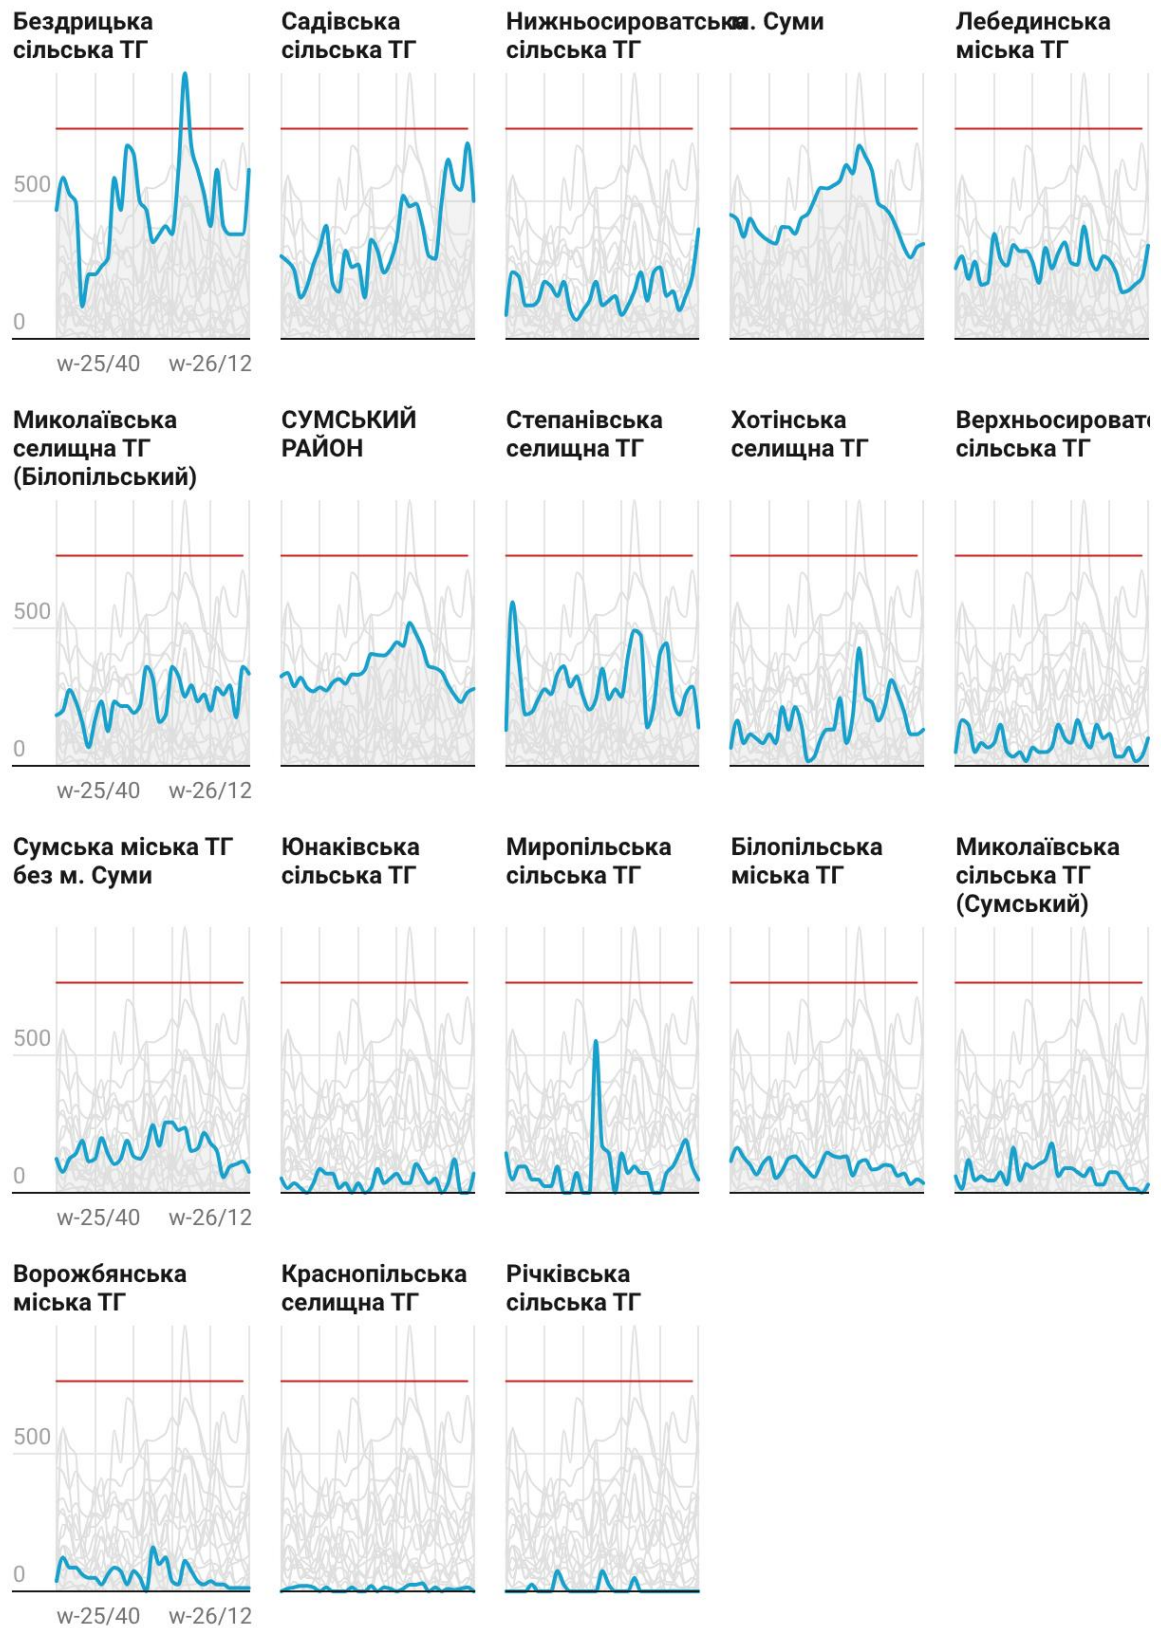 Бездрицька
сільська ТГ
Садівська
сільська ТГ
Нижньосироватська
сільська ТГ
м. Суми
Лебединська
міська ТГ
500
0
w-25/40 w-26/12
Миколаївська
селищна ТГ
(Білопільський)
СУМСЬКИЙ
РАЙОН
Степанівська
селищна ТГ
Хотінська
селищна ТГ
Верхньосироват
сільська ТГ
500
0
w-25/40 w-26/12
Сумська міська ТГ
без м. Суми
Юнаківська
сільська ТГ
Миропільська
сільська ТГ
Білопільська
міська ТГ
Миколаївська
сільська ТГ
(Сумський)
500
0
w-25/40 w-26/12
Ворожбянська
міська ТГ
Краснопільська
селищна ТГ
Річківська
сільська ТГ
500
0
w-25/40 w-26/12